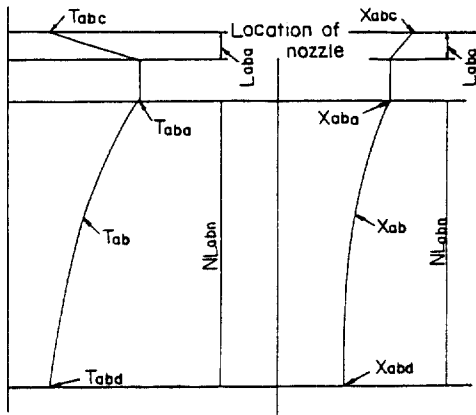 Tabc
Location of
nozzle
Xabc
Laba
Laba
Taba
Xaba
Tab
Xab
NLabn
NLabn
Tabd
Xabd